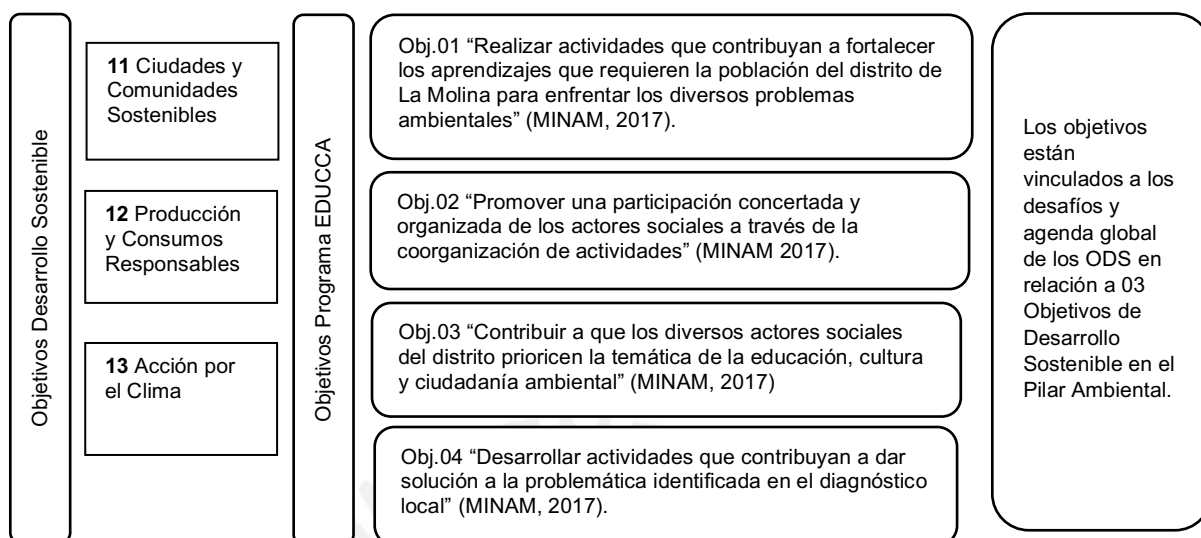 Objetivos Desarrollo Sostenible
11 Ciudades y
Comunidades
Sostenibles
12 Producción
y Consumos
Responsables
13 Acción por
el Clima
Objetivos Programa EDUCCA
Obj.01 “Realizar actividades que contribuyan a fortalecer
los aprendizajes que requieren la población del distrito de
La Molina para enfrentar los diversos problemas
ambientales” (MINAM, 2017).
Obj.02 “Promover una participación concertada y
organizada de los actores sociales a través de la
coorganización de actividades” (MINAM 2017).
Obj.03 “Contribuir a que los diversos actores sociales
del distrito prioricen la temática de la educación, cultura
y ciudadanía ambiental” (MINAM, 2017)
Obj.04 “Desarrollar actividades que contribuyan a dar
solución a la problemática identificada en el diagnóstico
local” (MINAM, 2017).
Los objetivos
están
vinculados a los
desafíos y
agenda global
de los ODS en
relación a 03
Objetivos de
Desarrollo
Sostenible en el
Pilar Ambiental.